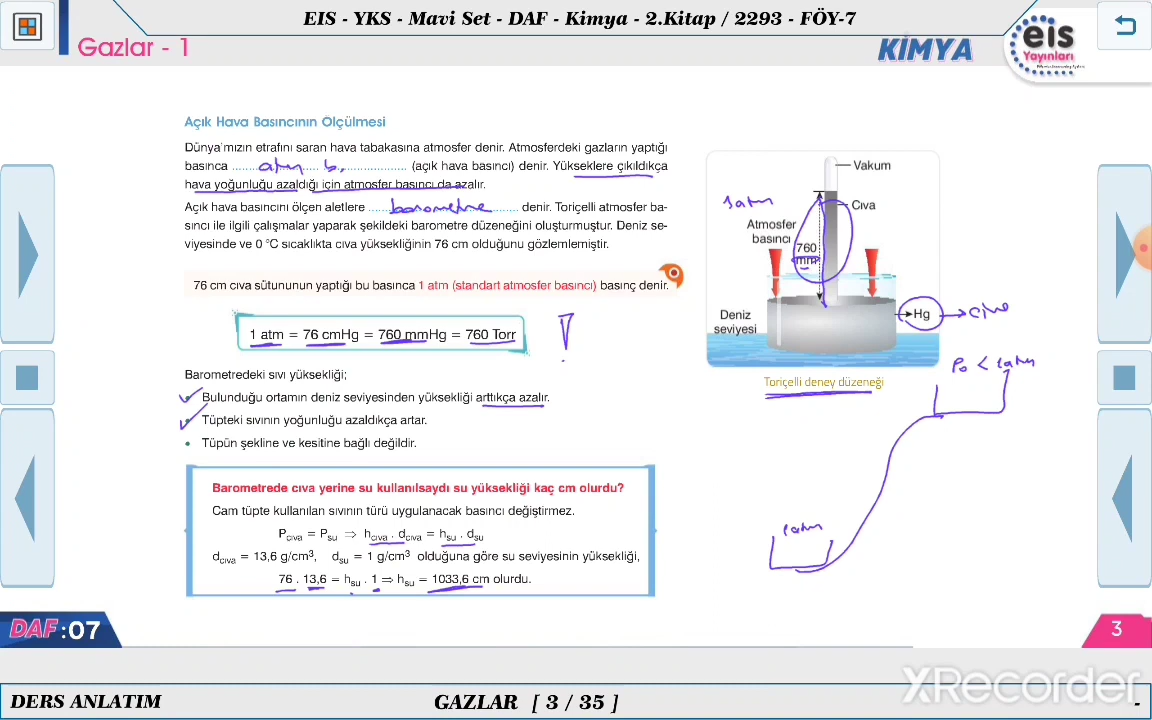 EIS - YKS - Mavi Set - DAF - Kimya - 2.Kitap / 2293 - FÖY-7
Gazlar - 1
KİMYA
eis
Yayınları
Açık Hava Basıncının Ölçülmesi
Dünya'mızın etrafını saran hava tabakasına atmosfer denir. Atmosferdeki gazların yaptığı
basınca ........ atm b. ........ (açık hava basıncı) denir. Yükseklere çıkıldıkça
hava yoğunluğu azaldığı için atmosfer basıncı da azalır.
Açık hava basıncını ölçen aletlere ........ barometre ........ denir. Toriçelli atmosfer ba-
sıncı ile ilgili çalışmalar yaparak şekildeki barometre düzeneğini oluşturmuştur. Deniz se-
viyesinde ve 0 °C sıcaklıkta cıva yüksekliğinin 76 cm olduğunu gözlemlemiştir.
76 cm cıva sütununun yaptığı bu basınca 1 atm (standart atmosfer basıncı) basınç denir.
1 atm = 76 cmHg = 760 mmHg = 760 Torr
!
Barometredeki sıvı yüksekliği;
• Bulunduğu ortamın deniz seviyesinden yüksekliği arttıkça azalır.
• Tüpteki sıvının yoğunluğu azaldıkça artar.
• Tüpün şekline ve kesitine bağlı değildir.
Barometrede cıva yerine su kullanılsaydı su yüksekliği kaç cm olurdu?
Cam tüpte kullanılan sıvının türü uygulanacak basıncı değiştirmez.
Pcıva = Psu ⇒ hcıva . dcıva = hsu . dsu
dcıva = 13,6 g/cm³, dsu = 1 g/cm³ olduğuna göre su seviyesinin yüksekliği,
76 . 13,6 = hsu . 1 ⇒ hsu = 1033,6 cm olurdu.
Vakum
1 atm
Cıva
Atmosfer
basıncı
760
mm
Deniz
seviyesi
Hg
cıva
Toriçelli deney düzeneği
P₀ < 1 atm
1 atm
DAF:07
3
XRecorder
DERS ANLATIM
GAZLAR [ 3 / 35 ]
-